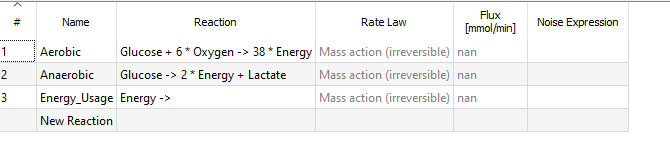 # Name Reaction Rate Law Flux [mmol/min] Noise Expression
1 Aerobic Glucose + 6 * Oxygen -> 38 * Energy Mass action (irreversible) nan
2 Anaerobic Glucose -> 2 * Energy + Lactate Mass action (irreversible) nan
3 Energy_Usage Energy -> Mass action (irreversible) nan
New Reaction